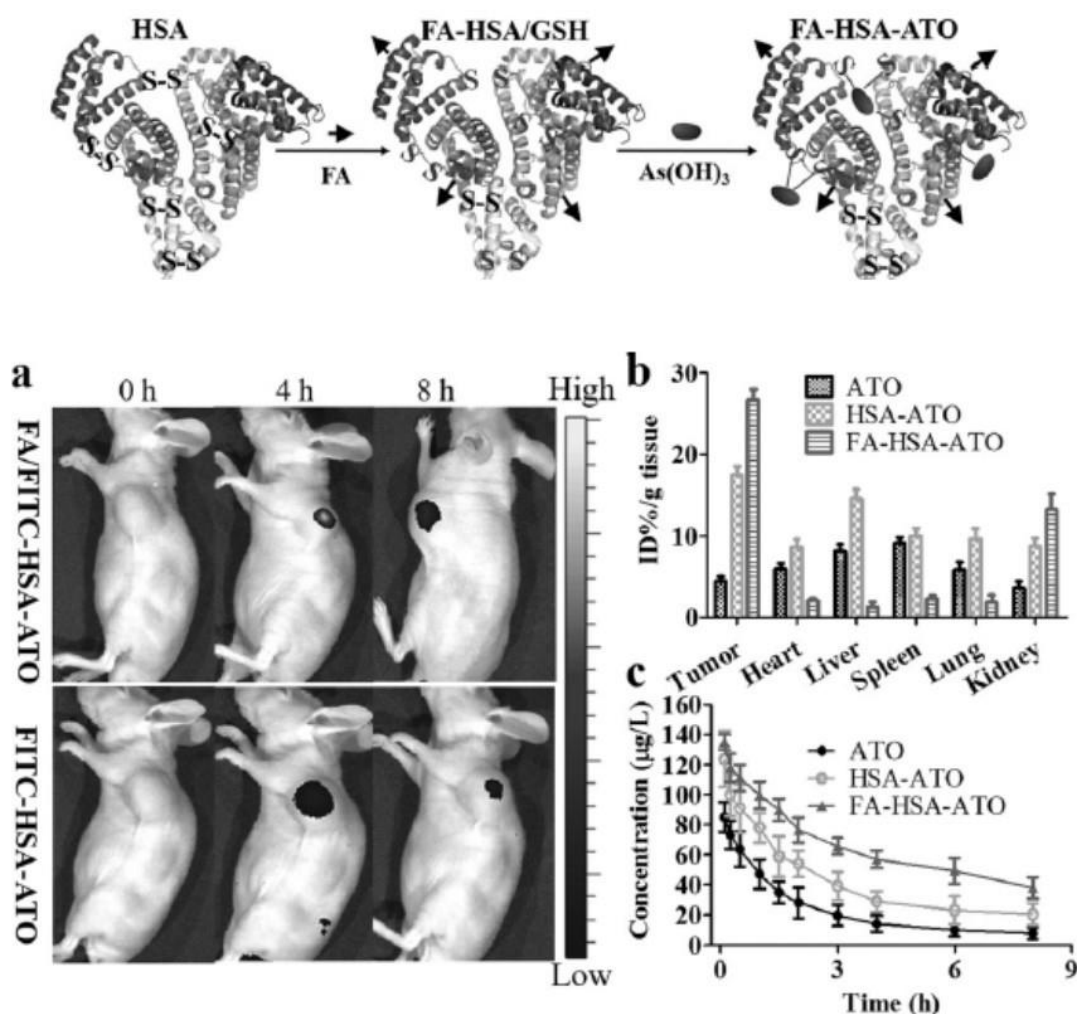 HSA
FA-HSA/GSH
FA-HSA-ATO
S-S
S
S
S
S-S
S-S
S
S
FA
As(OH)3
S-S
S-S
S-S
S-S
S
S
S-S
a
0 h
4 h
8 h
High
FA/FITC-HSA-ATO
FITC-HSA-ATO
Low
b
30
20
10
0
ID%/g tissue
ATO
HSA-ATO
FA-HSA-ATO
Tumor
Heart
Liver
Spleen
Lung
Kidney
c
160
140
120
100
80
60
40
20
0
Concentration (µg/L)
ATO
HSA-ATO
FA-HSA-ATO
0
3
6
9
Time (h)